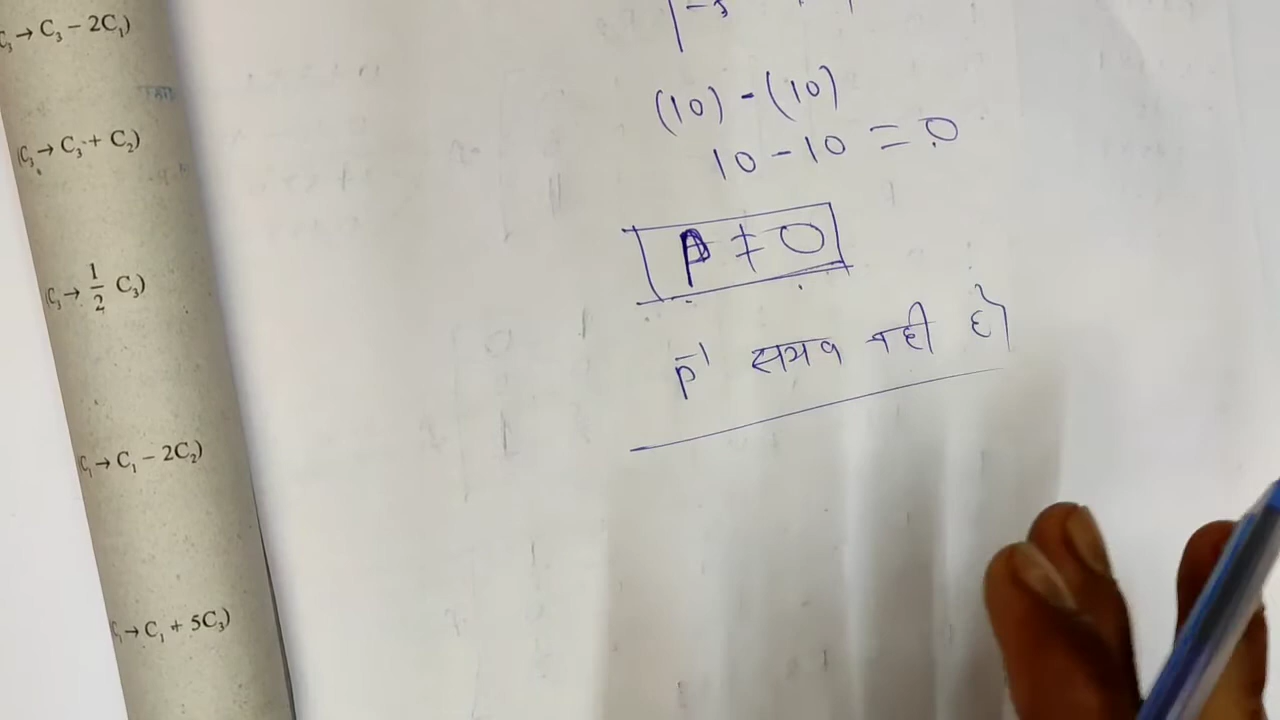 C₃ → C₃ − 2C₁)
(C₃ → C₃ + C₂)
(C₃ → 1/2 C₃)
C₁ → C₁ − 2C₂)
C₁ → C₁ + 5C₃)
(10) - (10)
10 - 10 = 0
P ≠ 0
P⁻¹ नही है